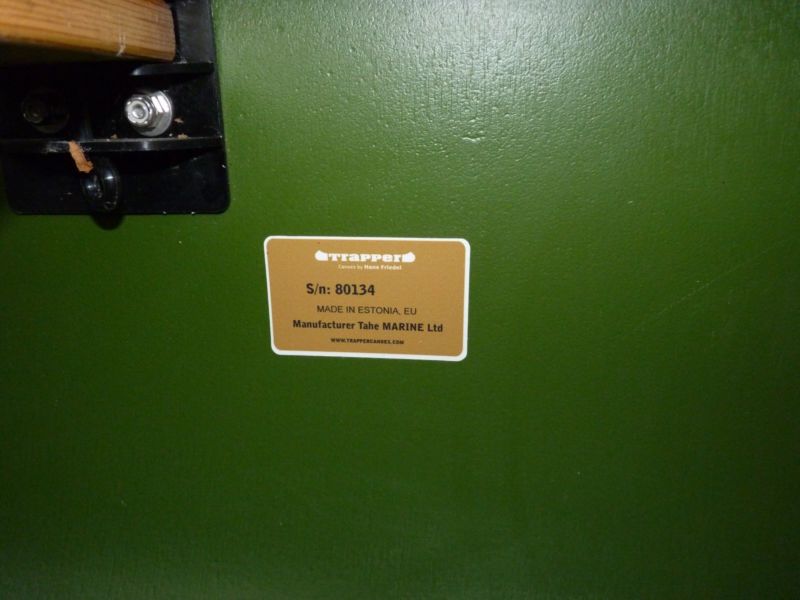 TRAPPER
Canoes by Hans Friedel
S/n: 80134
MADE IN ESTONIA, EU
Manufacturer Tahe MARINE Ltd
WWW.TRAPPERCANOES.COM